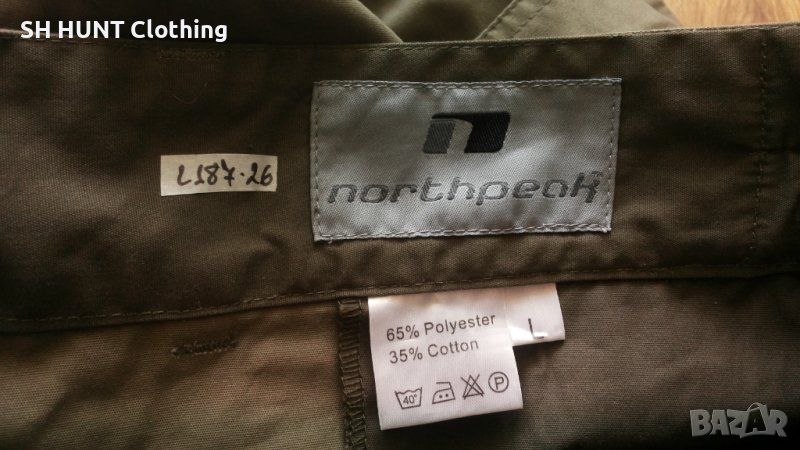 SH HUNT Clothing
L187.26
northpeak
65% Polyester
35% Cotton
L
40°
P
BAZAR